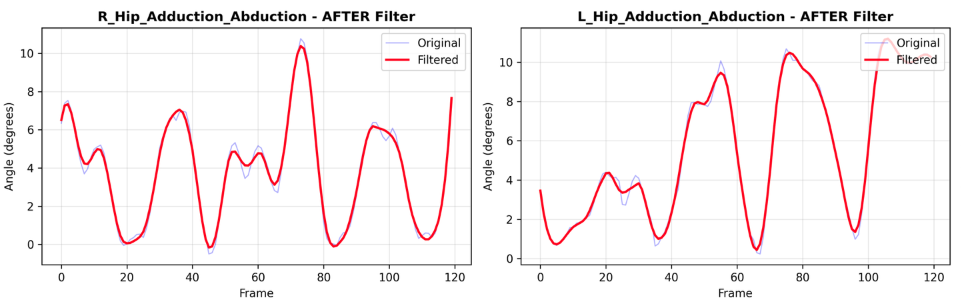 R_Hip_Adduction_Abduction - AFTER Filter
Angle (degrees)
10
8
6
4
2
0
Original
Filtered
0 20 40 60 80 100 120
Frame
L_Hip_Adduction_Abduction - AFTER Filter
Angle (degrees)
10
8
6
4
2
0
Original
Filtered
0 20 40 60 80 100 120
Frame